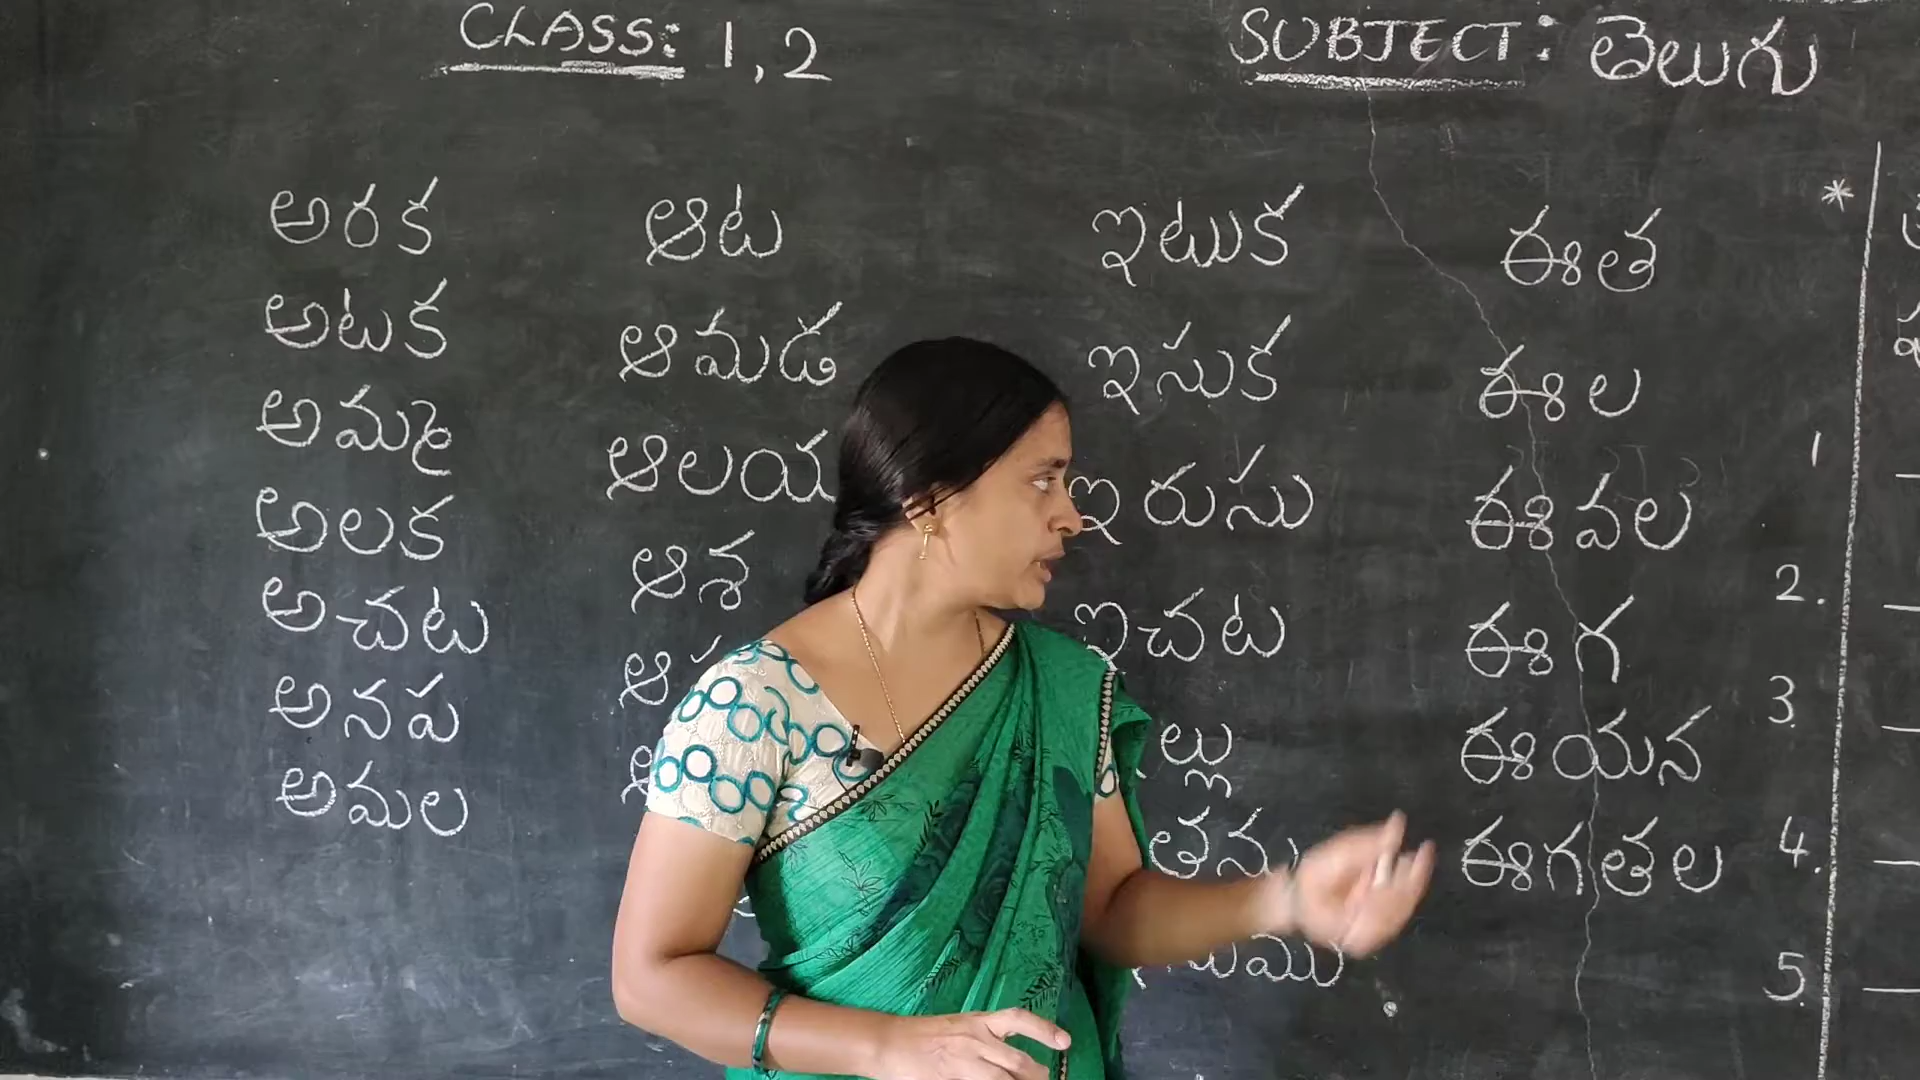 CLASS: 1,2
SUBJECT: తెలుగు
అరక
అటక
అమ్మ
అలక
అచట
అనప
అమల
ఆట
ఆమడ
ఆలయ
ఆశ
ఇటుక
ఇసుక
ఇరుసు
ఇచట
ఈత
ఈల
ఈవల
ఈగ
ఈయన
ఈగతల
*
1
2.
3.
4.
5.